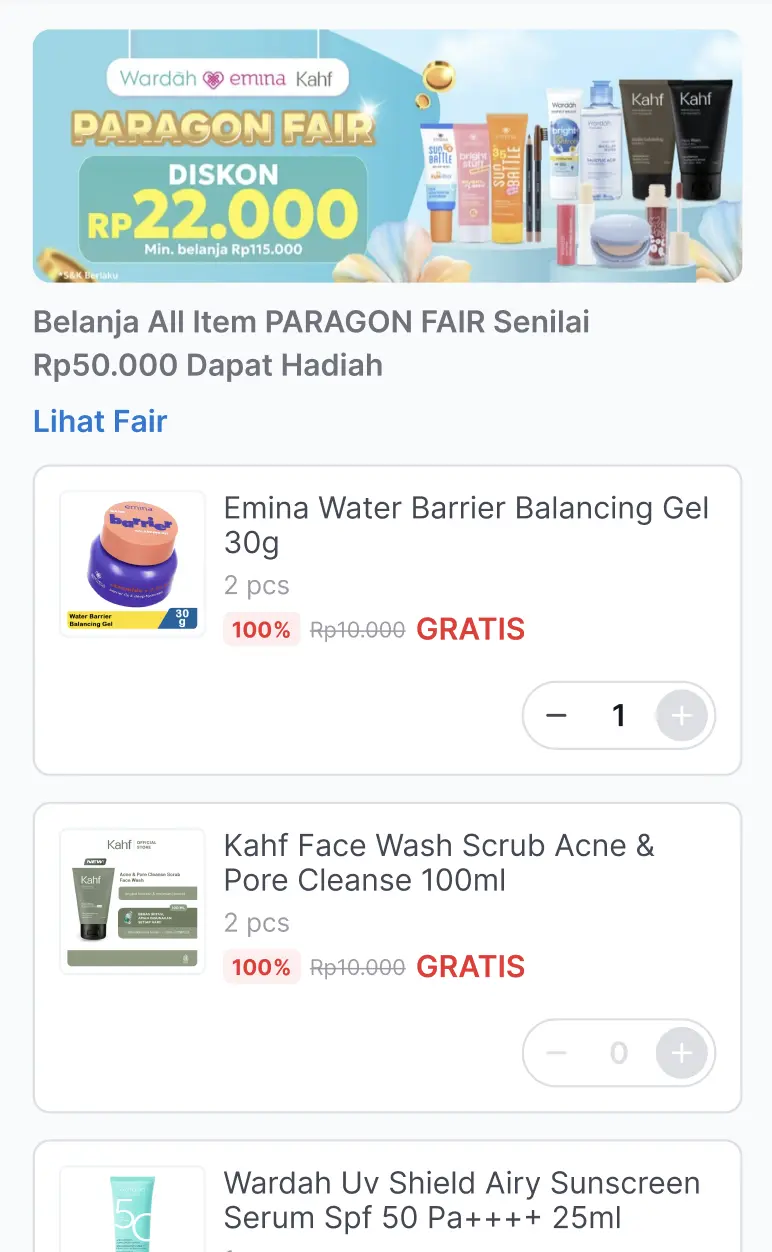 Wardah emina Kahf
PARAGON FAIR
DISKON
RP22.000
Min. belanja Rp115.000
*S&K Berlaku
Belanja All Item PARAGON FAIR Senilai
Rp50.000 Dapat Hadiah
Lihat Fair
emina
barrier
Water Barrier
Balancing Gel
30
g
Emina Water Barrier Balancing Gel
30g
2 pcs
100% Rp10.000 GRATIS
− 1 +
Kahf OFFICIAL
STORE
NEW
Kahf
Acne & Pore Cleanse Scrub
Face Wash
Kahf Face Wash Scrub Acne &
Pore Cleanse 100ml
2 pcs
100% Rp10.000 GRATIS
− 0 +
50
Wardah Uv Shield Airy Sunscreen
Serum Spf 50 Pa++++ 25ml